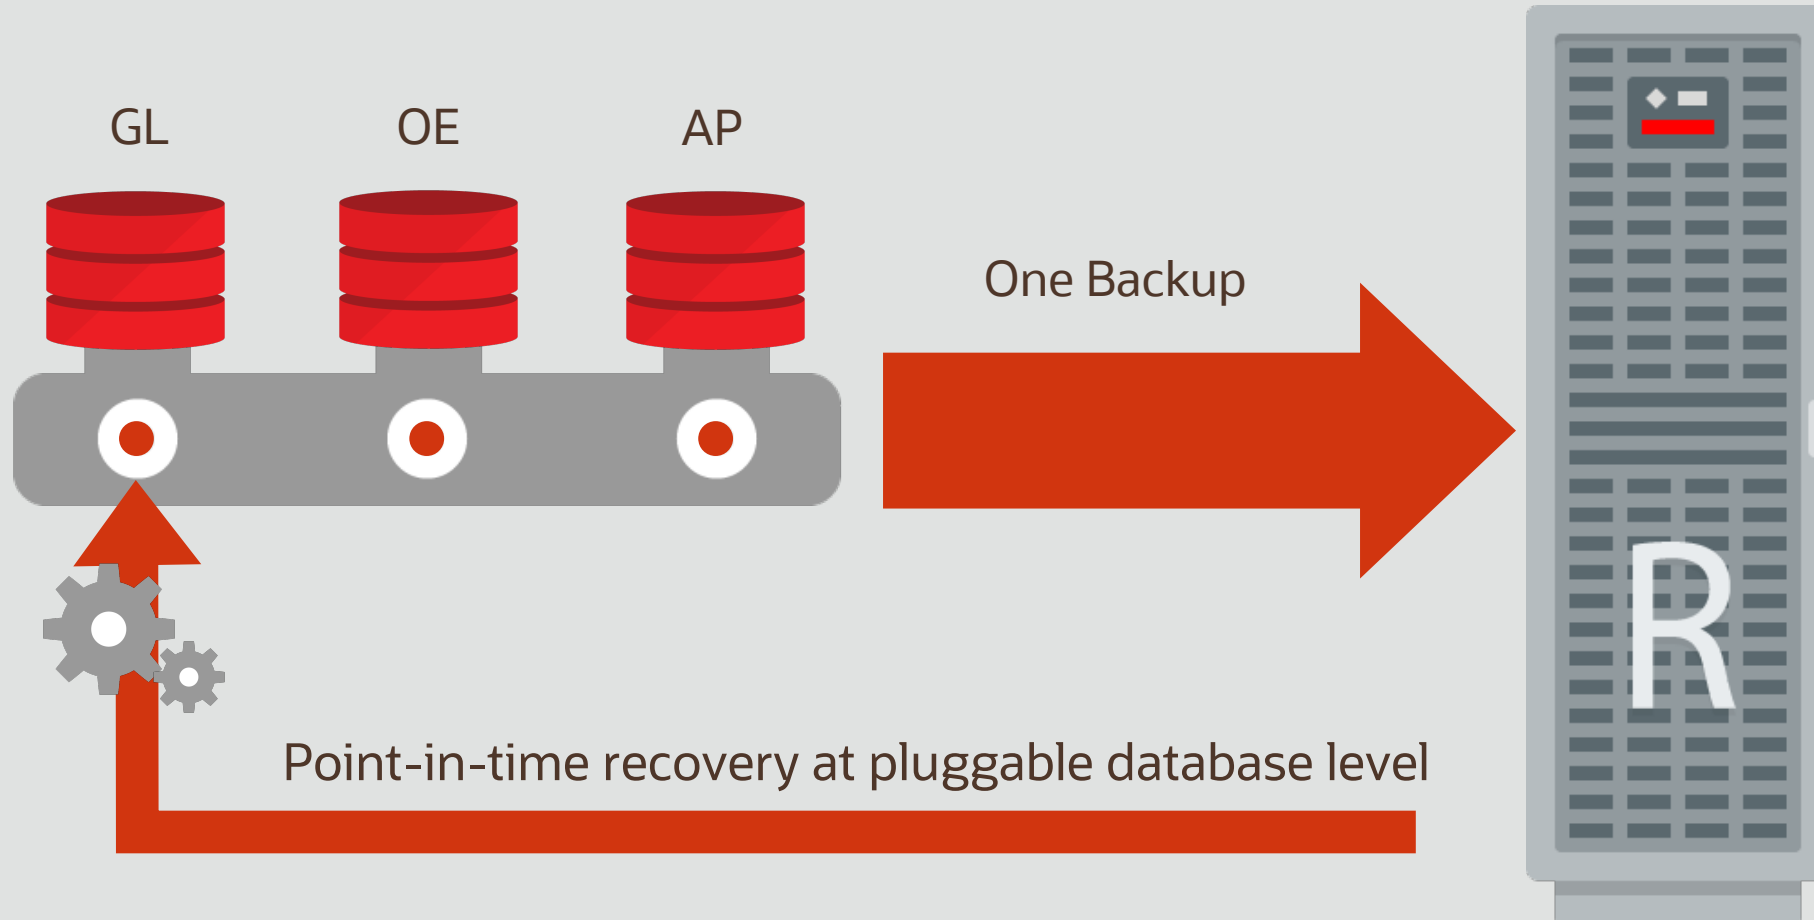 GL
OE
AP
One Backup
R
Point-in-time recovery at pluggable database level